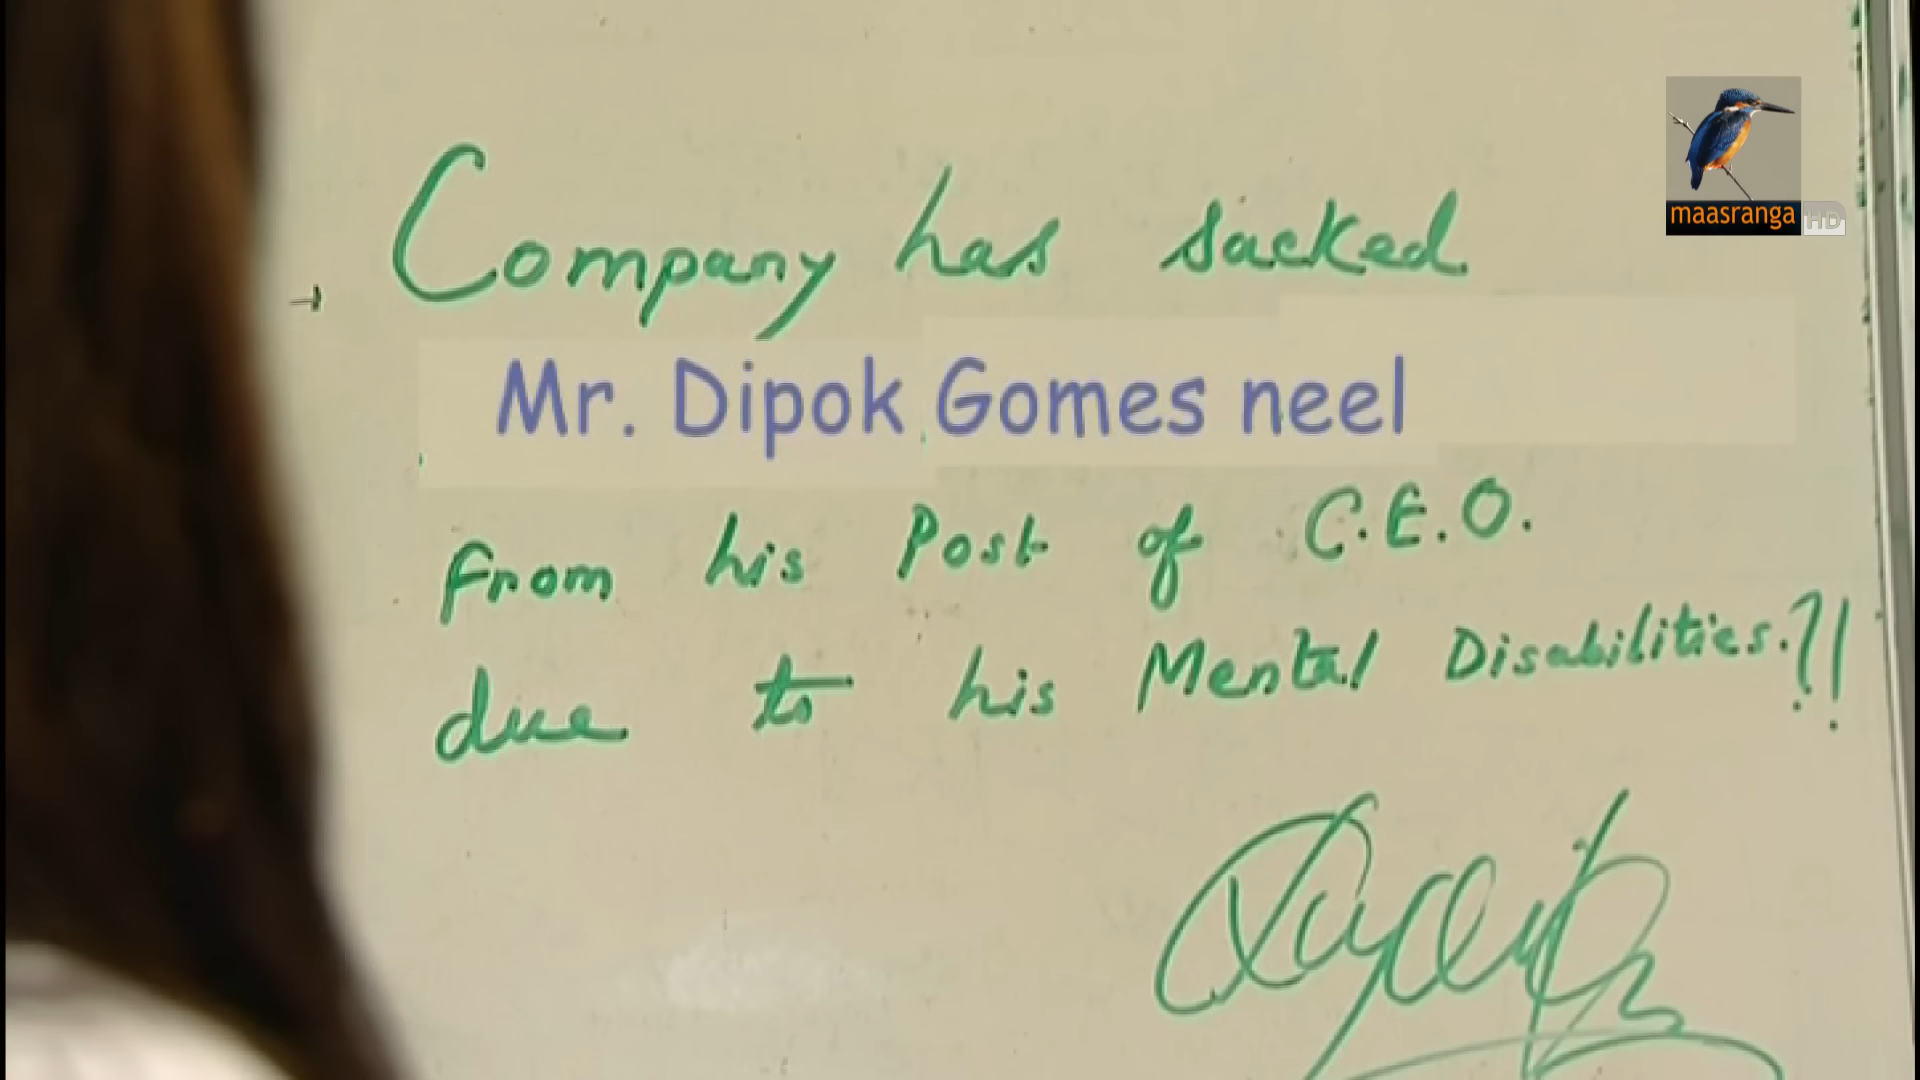 maasranga HD
Company has sacked
Mr. Dipok Gomes neel
from his Post of C.E.O.
due to his Mental Disabilities.?!